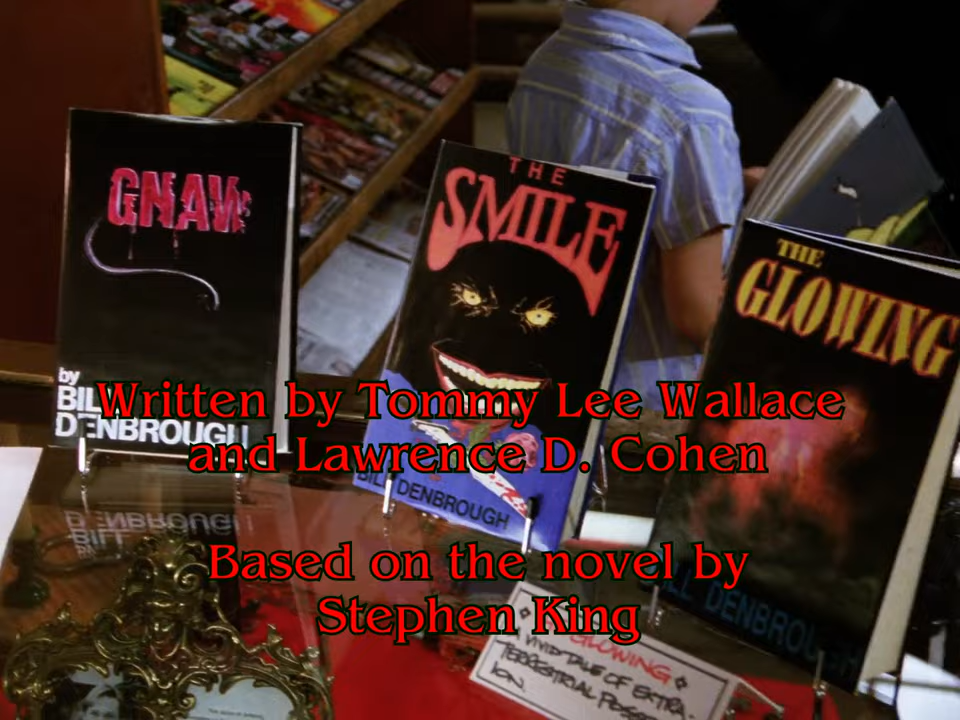 GNAW
by
BILL
DENBROUGH
THE
SMILE
BILL DENBROUGH
THE
GLOWING
BILL DENBROUGH
Written by Tommy Lee Wallace
and Lawrence D. Cohen
Based on the novel by
Stephen King
GLOWING
VIVID TALE OF EXTRA-
TERRESTRIAL
ION.